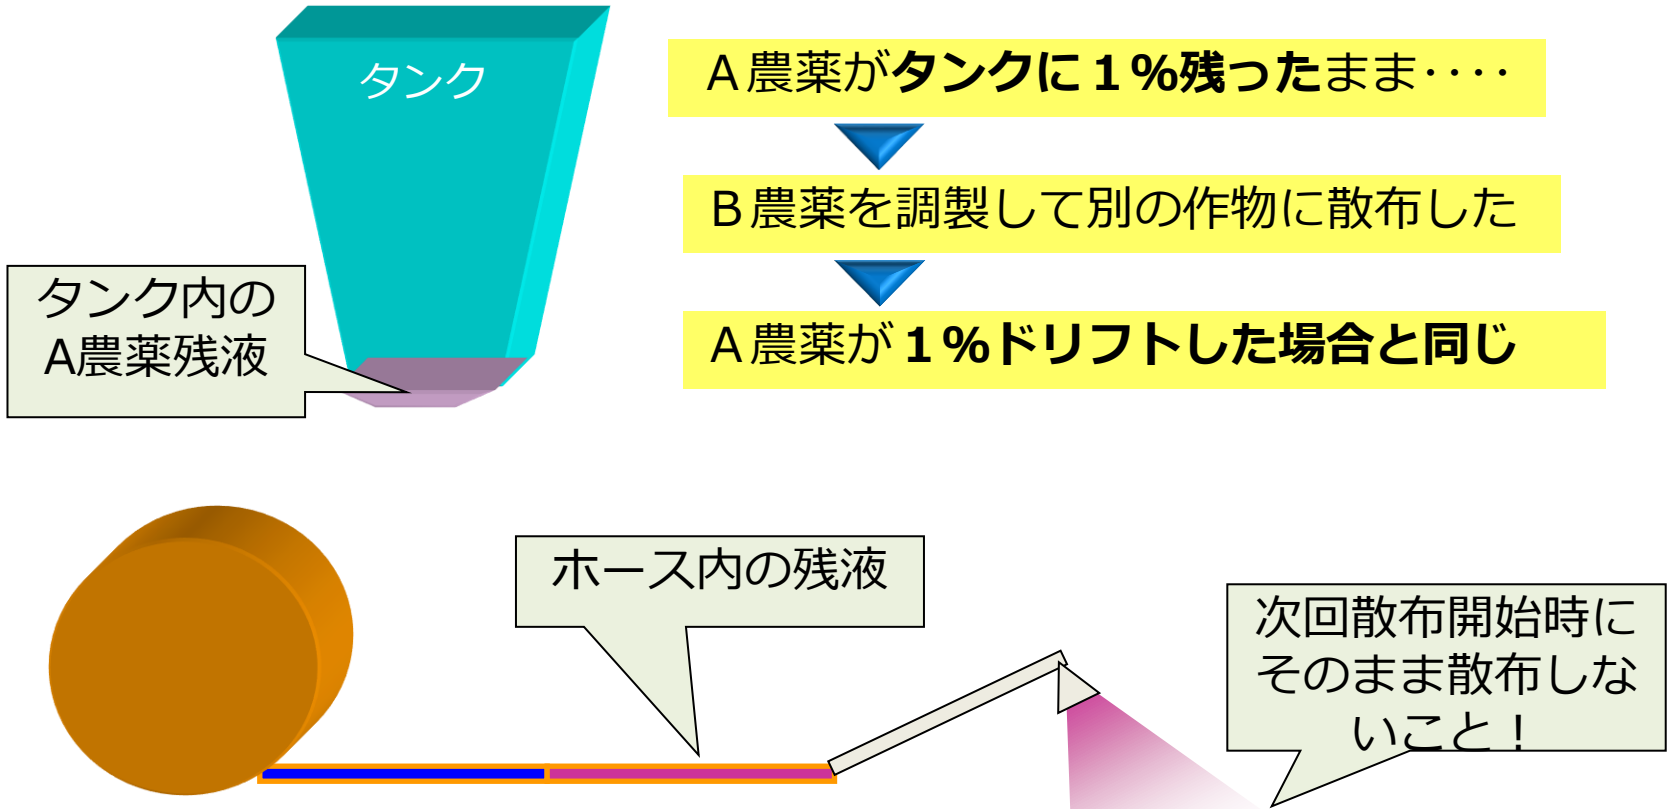 タンク
Ａ農薬がタンクに１％残ったまま‥‥
Ｂ農薬を調製して別の作物に散布した
タンク内の
A農薬残液
Ａ農薬が１％ドリフトした場合と同じ
ホース内の残液
次回散布開始時に
そのまま散布しな
いこと！